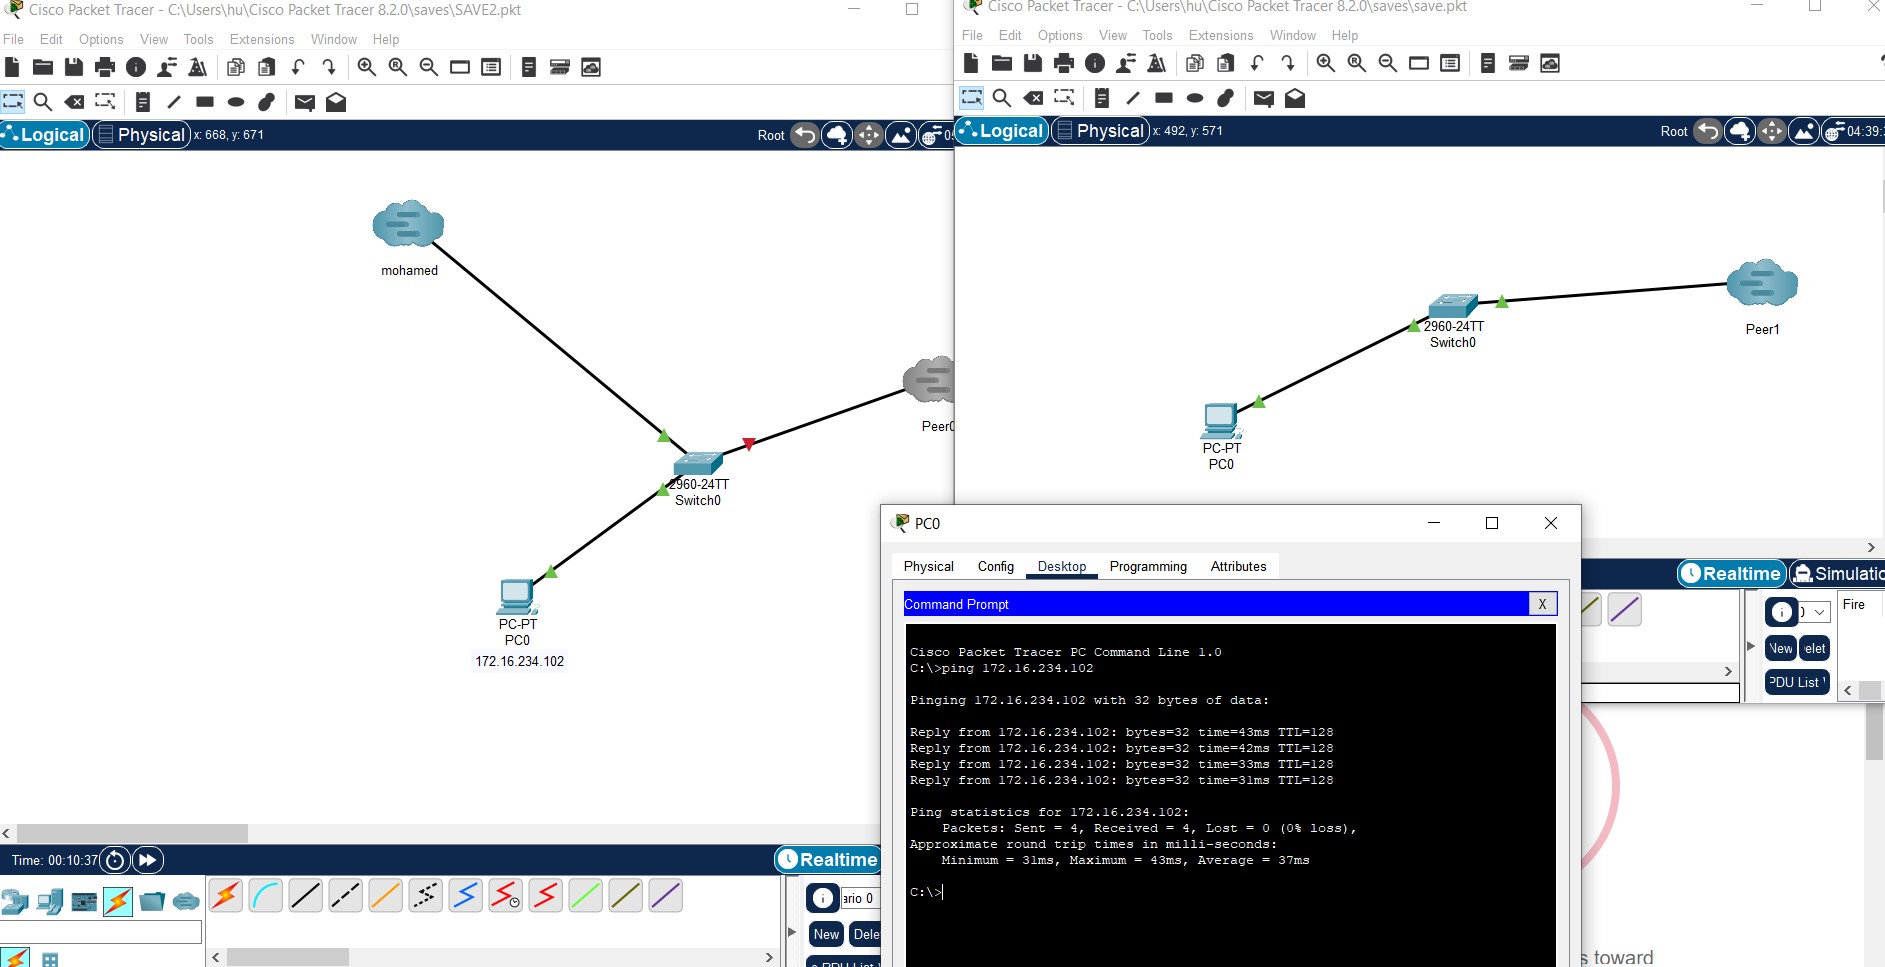 Cisco Packet Tracer - C:\Users\hu\Cisco Packet Tracer 8.2.0\saves\SAVE2.pkt
File Edit Options View Tools Extensions Window Help
Logical Physical x: 668, y: 671
Root
mohamed
Peer0
2960-24TT
Switch0
PC-PT
PC0
172.16.234.102
Time: 00:10:37
Realtime
ario 0
New Dele
Cisco Packet Tracer - C:\Users\hu\Cisco Packet Tracer 8.2.0\saves\save.pkt
File Edit Options View Tools Extensions Window Help
Logical Physical x: 492, y: 571
Root 04:39:
2960-24TT
Switch0
Peer1
PC-PT
PC0
Realtime Simulatio
Fire
New elet
PDU List
PC0
Physical Config Desktop Programming Attributes
Command Prompt X
Cisco Packet Tracer PC Command Line 1.0
C:\>ping 172.16.234.102
Pinging 172.16.234.102 with 32 bytes of data:
Reply from 172.16.234.102: bytes=32 time=43ms TTL=128
Reply from 172.16.234.102: bytes=32 time=42ms TTL=128
Reply from 172.16.234.102: bytes=32 time=33ms TTL=128
Reply from 172.16.234.102: bytes=32 time=31ms TTL=128
Ping statistics for 172.16.234.102:
Packets: Sent = 4, Received = 4, Lost = 0 (0% loss),
Approximate round trip times in milli-seconds:
Minimum = 31ms, Maximum = 43ms, Average = 37ms
C:\>
s toward